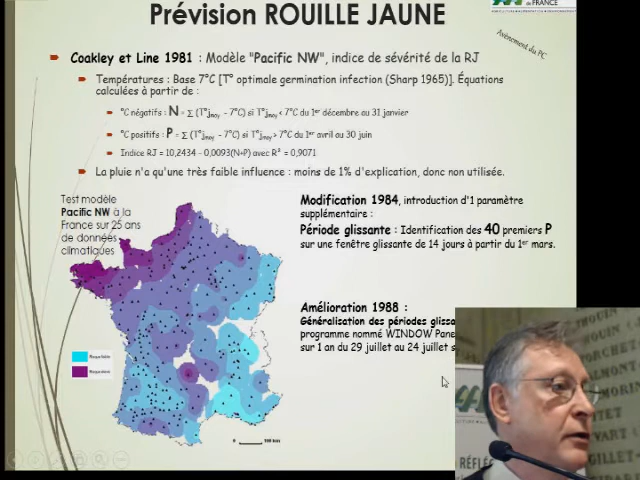 Prévision ROUILLE JAUNE
de FRANCE
Avènement du PC
Coakley et Line 1981 : Modèle "Pacific NW", indice de sévérité de la RJ
Températures : Base 7°C [T° optimale germination infection (Sharp 1965)]. Équations
calculées à partir de :
°C négatifs : N = ∑ (T°jmoy - 7°C) si T°jmoy < 7°C du 1er décembre au 31 janvier
°C positifs : P = ∑ (T°jmoy - 7°C) si T°jmoy > 7°C du 1er avril au 30 juin
Indice RJ = 10,2434 - 0,0093(N+P) avec R² = 0,9071
La pluie n'a qu'une très faible influence : moins de 1% d'explication, donc non utilisée.
Test modèle
Pacific NW à la
France sur 25 ans
de données
climatiques
Modification 1984, introduction d'1 paramètre
supplémentaire :
Période glissante : Identification des 40 premiers P
sur une fenêtre glissante de 14 jours à partir du 1er mars.
Amélioration 1988 :
Généralisation des périodes glissa
programme nommé WINDOW Pane
sur 1 an du 29 juillet au 24 juillet s
RÉFLE